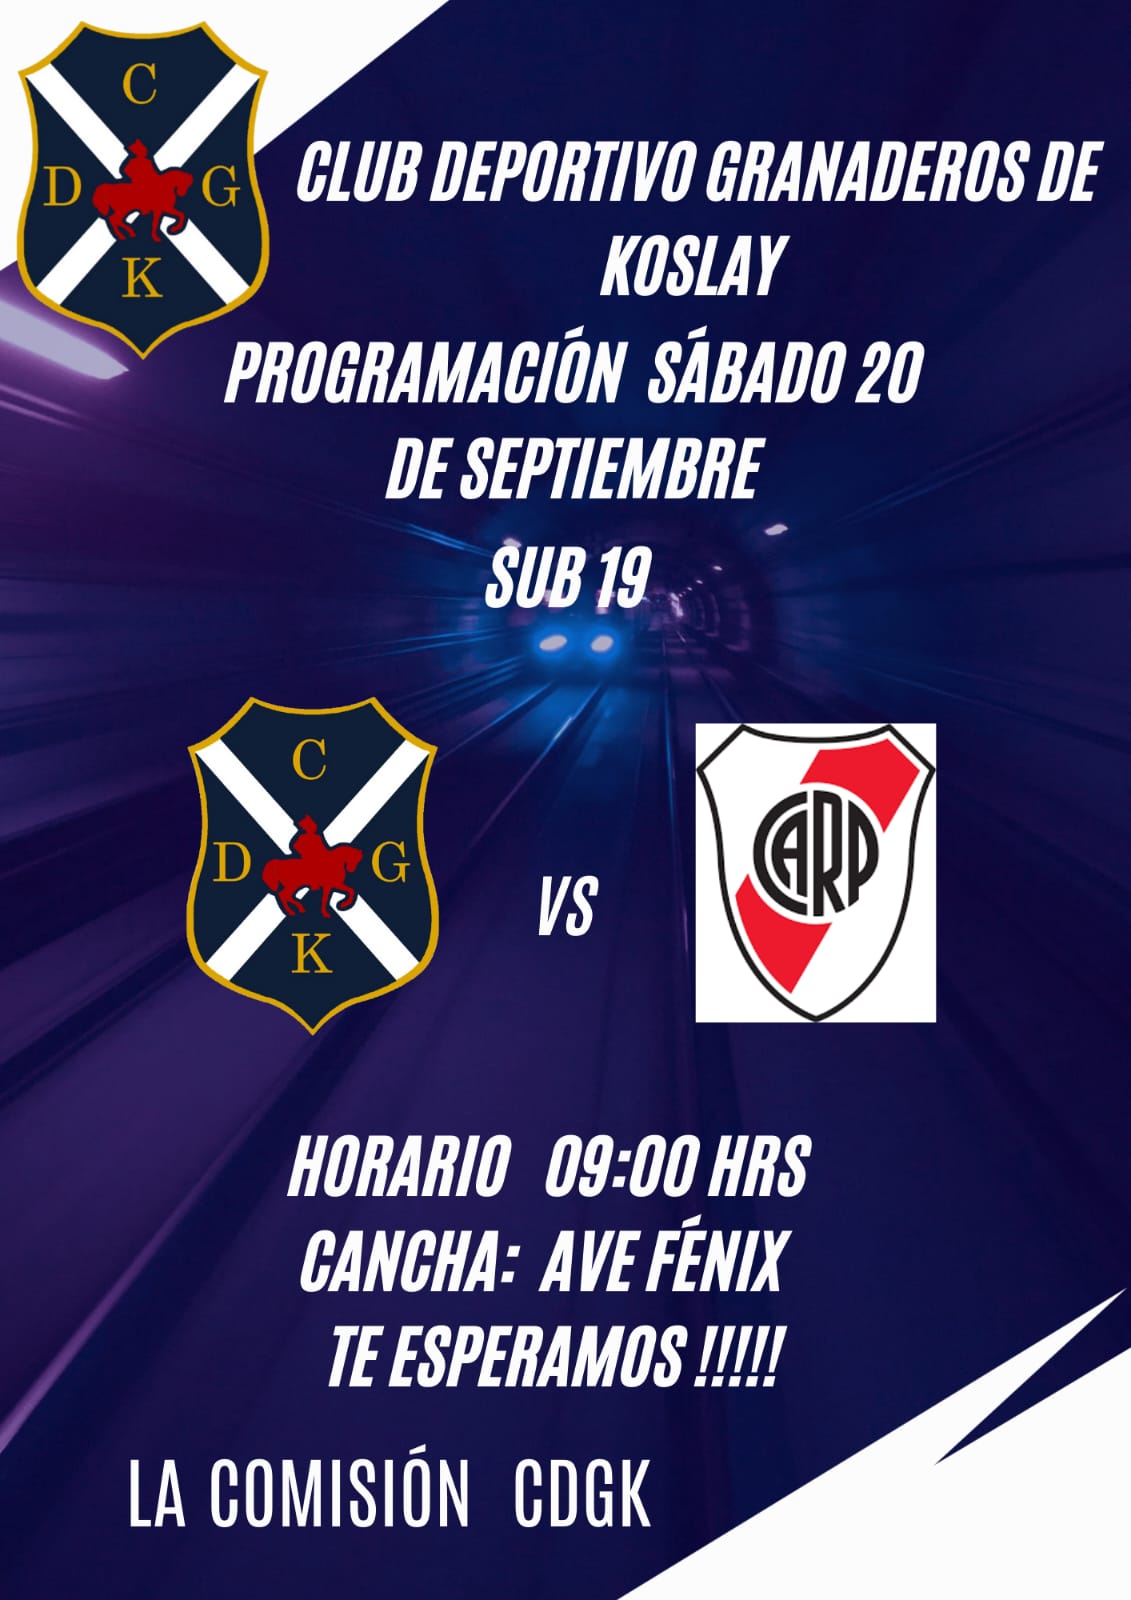 C
D G
K
CLUB DEPORTIVO GRANADEROS DE
KOSLAY
PROGRAMACIÓN SÁBADO 20
DE SEPTIEMBRE
SUB 19
C
D G
K
VS
CARP
HORARIO 09:00 HRS
CANCHA: AVE FÉNIX
TE ESPERAMOS !!!!!
LA COMISIÓN CDGK